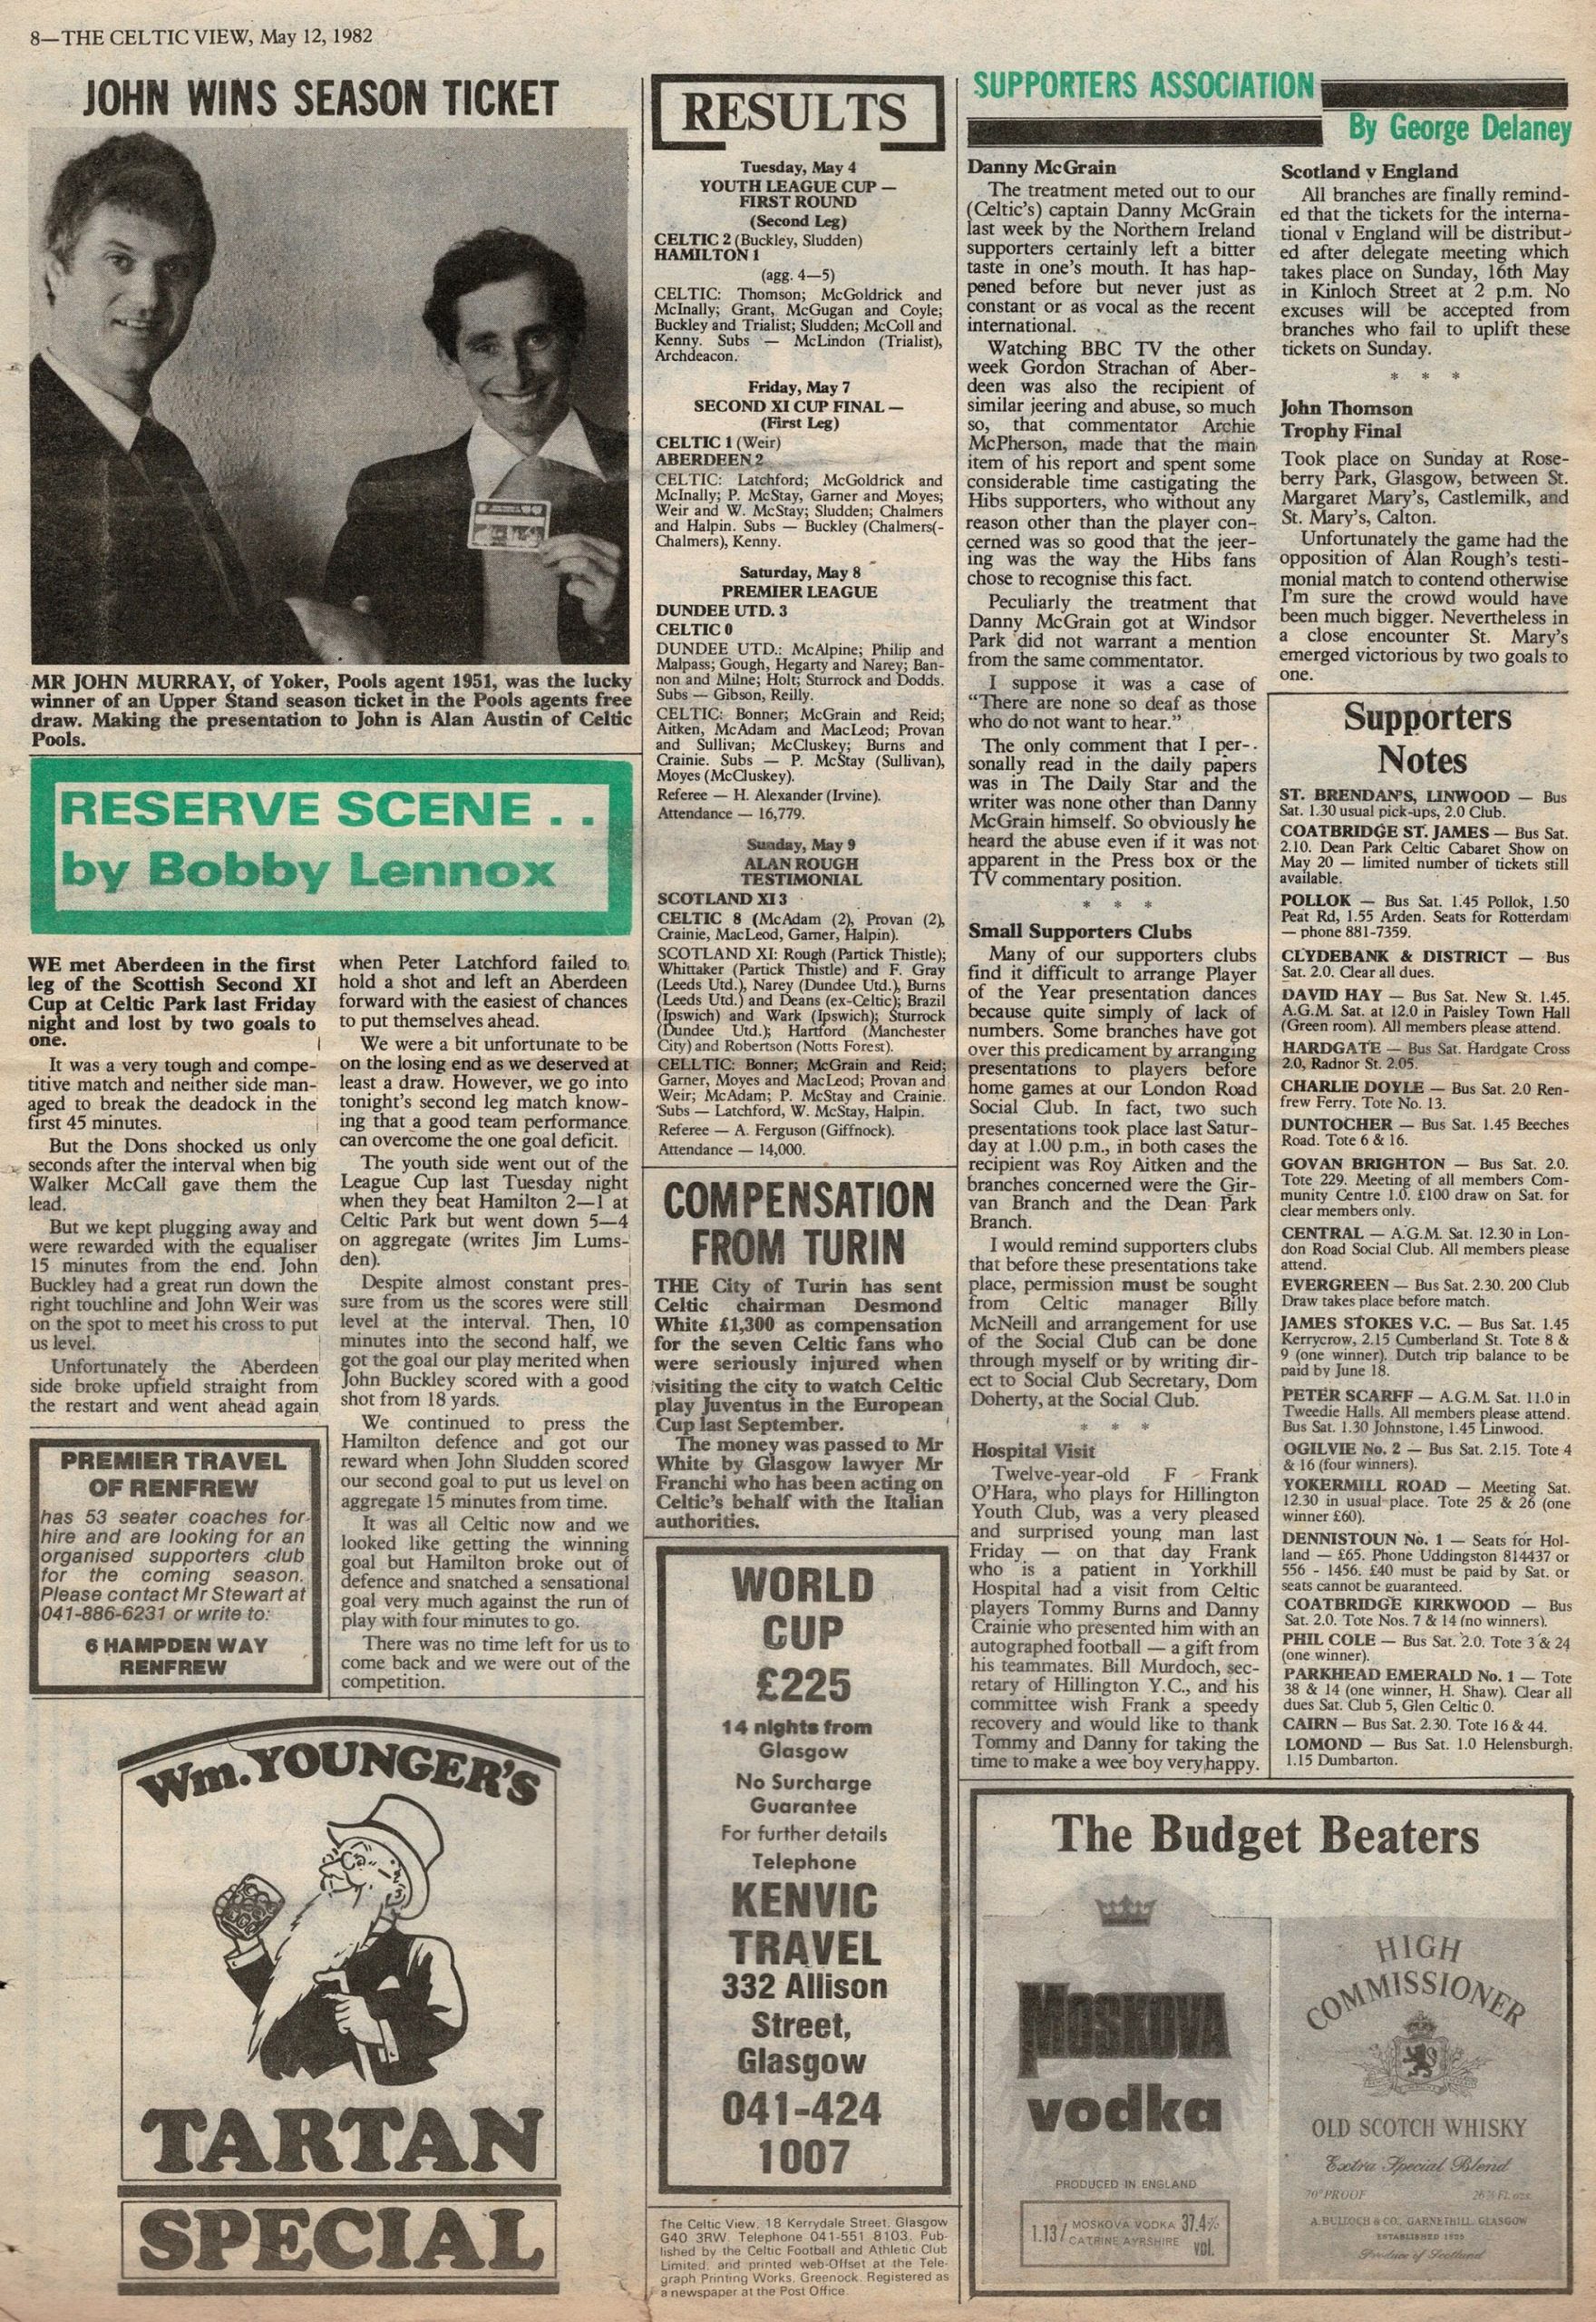 8—THE CELTIC VIEW, May 12, 1982
JOHN WINS SEASON TICKET
MR JOHN MURRAY, of Yoker, Pools agent 1951, was the lucky
winner of an Upper Stand season ticket in the Pools agents free
draw. Making the presentation to John is Alan Austin of Celtic
Pools.
RESERVE SCENE . .
by Bobby Lennox
WE met Aberdeen in the first
leg of the Scottish Second XI
Cup at Celtic Park last Friday
night and lost by two goals to
one.
It was a very tough and compe-
titive match and neither side man-
aged to break the deadock in the
first 45 minutes.
But the Dons shocked us only
seconds after the interval when big
Walker McCall gave them the
lead.
But we kept plugging away and
were rewarded with the equaliser
15 minutes from the end. John
Buckley had a great run down the
right touchline and John Weir was
on the spot to meet his cross to put
us level.
Unfortunately the Aberdeen
side broke upfield straight from
the restart and went ahead again
when Peter Latchford failed to
hold a shot and left an Aberdeen
forward with the easiest of chances
to put themselves ahead.
We were a bit unfortunate to be
on the losing end as we deserved at
least a draw. However, we go into
tonight's second leg match know-
ing that a good team performance
can overcome the one goal deficit.
The youth side went out of the
League Cup last Tuesday night
when they beat Hamilton 2—1 at
Celtic Park but went down 5—4
on aggregate (writes Jim Lums-
den).
Despite almost constant pres-
sure from us the scores were still
level at the interval. Then, 10
minutes into the second half, we
got the goal our play merited when
John Buckley scored with a good
shot from 18 yards.
We continued to press the
Hamilton defence and got our
reward when John Sludden scored
our second goal to put us level on
aggregate 15 minutes from time.
It was all Celtic now and we
looked like getting the winning
goal but Hamilton broke out of
defence and snatched a sensational
goal very much against the run of
play with four minutes to go.
There was no time left for us to
come back and we were out of the
competition.
PREMIER TRAVEL
OF RENFREW
has 53 seater coaches for
hire and are looking for an
organised supporters club
for the coming season.
Please contact Mr Stewart at
041-886-6231 or write to:
6 HAMPDEN WAY
RENFREW
Wm. YOUNGER'S
TARTAN
SPECIAL
RESULTS
Tuesday, May 4
YOUTH LEAGUE CUP —
FIRST ROUND
(Second Leg)
CELTIC 2 (Buckley, Sludden)
HAMILTON 1
(agg. 4—5)
CELTIC: Thomson; McGoldrick and
McInally; Grant, McGugan and Coyle;
Buckley and Trialist; Sludden; McColl and
Kenny. Subs — McLindon (Trialist),
Archdeacon.
Friday, May 7
SECOND XI CUP FINAL —
(First Leg)
CELTIC 1 (Weir)
ABERDEEN 2
CELTIC: Latchford; McGoldrick and
McInally; P. McStay, Garner and Moyes;
Weir and W. McStay; Sludden; Chalmers
and Halpin. Subs — Buckley (Chalmers(-
Chalmers), Kenny.
Saturday, May 8
PREMIER LEAGUE
DUNDEE UTD. 3
CELTIC 0
DUNDEE UTD.: McAlpine; Philip and
Malpass; Gough, Hegarty and Narey; Ban-
non and Milne; Holt; Sturrock and Dodds.
Subs — Gibson, Reilly.
CELTIC: Bonner; McGrain and Reid;
Aitken, McAdam and MacLeod; Provan
and Sullivan; McCluskey; Burns and
Crainie. Subs — P. McStay (Sullivan),
Moyes (McCluskey).
Referee — H. Alexander (Irvine).
Attendance — 16,779.
Sunday, May 9
ALAN ROUGH
TESTIMONIAL
SCOTLAND XI 3
CELTIC 8 (McAdam (2), Provan (2),
Crainie, MacLeod, Garner, Halpin).
SCOTLAND XI: Rough (Partick Thistle);
Whittaker (Partick Thistle) and F. Gray
(Leeds Utd.), Narey (Dundee Utd.), Burns
(Leeds Utd.) and Deans (ex-Celtic); Brazil
(Ipswich) and Wark (Ipswich); Sturrock
(Dundee Utd.); Hartford (Manchester
City) and Robertson (Notts Forest).
CELLTIC: Bonner; McGrain and Reid;
Garner, Moyes and MacLeod; Provan and
Weir; McAdam; P. McStay and Crainie.
Subs — Latchford, W. McStay, Halpin.
Referee — A. Ferguson (Giffnock).
Attendance — 14,000.
COMPENSATION
FROM TURIN
THE City of Turin has sent
Celtic chairman Desmond
White £1,300 as compensation
for the seven Celtic fans who
were seriously injured when
visiting the city to watch Celtic
play Juventus in the European
Cup last September.
The money was passed to Mr
White by Glasgow lawyer Mr
Franchi who has been acting on
Celtic's behalf with the Italian
authorities.
WORLD
CUP
£225
14 nights from
Glasgow
No Surcharge
Guarantee
For further details
Telephone
KENVIC
TRAVEL
332 Allison
Street,
Glasgow
041-424
1007
The Celtic View, 18 Kerrydale Street, Glasgow
G40 3RW. Telephone 041-551 8103. Pub-
lished by the Celtic Football and Athletic Club
Limited, and printed web-Offset at the Tele-
graph Printing Works, Greenock. Registered as
a newspaper at the Post Office.
SUPPORTERS ASSOCIATION
By George Delaney
Danny McGrain
The treatment meted out to our
(Celtic's) captain Danny McGrain
last week by the Northern Ireland
supporters certainly left a bitter
taste in one's mouth. It has hap-
pened before but never just as
constant or as vocal as the recent
international.
Watching BBC TV the other
week Gordon Strachan of Aber-
deen was also the recipient of
similar jeering and abuse, so much
so, that commentator Archie
McPherson, made that the main
item of his report and spent some
considerable time castigating the
Hibs supporters, who without any
reason other than the player con-
cerned was so good that the jeer-
ing was the way the Hibs fans
chose to recognise this fact.
Peculiarly the treatment that
Danny McGrain got at Windsor
Park did not warrant a mention
from the same commentator.
I suppose it was a case of
"There are none so deaf as those
who do not want to hear."
The only comment that I per-
sonally read in the daily papers
was in The Daily Star and the
writer was none other than Danny
McGrain himself. So obviously he
heard the abuse even if it was not
apparent in the Press box or the
TV commentary position.
* * *
Small Supporters Clubs
Many of our supporters clubs
find it difficult to arrange Player
of the Year presentation dances
because quite simply of lack of
numbers. Some branches have got
over this predicament by arranging
presentations to players before
home games at our London Road
Social Club. In fact, two such
presentations took place last Satur-
day at 1.00 p.m., in both cases the
recipient was Roy Aitken and the
branches concerned were the Gir-
van Branch and the Dean Park
Branch.
I would remind supporters clubs
that before these presentations take
place, permission must be sought
from Celtic manager Billy
McNeill and arrangement for use
of the Social Club can be done
through myself or by writing dir-
ect to Social Club Secretary, Dom
Doherty, at the Social Club.
* * *
Hospital Visit
Twelve-year-old F - Frank
O'Hara, who plays for Hillington
Youth Club, was a very pleased
and surprised young man last
Friday — on that day Frank
who is a patient in Yorkhill
Hospital had a visit from Celtic
players Tommy Burns and Danny
Crainie who presented him with an
autographed football — a gift from
his teammates. Bill Murdoch, sec-
retary of Hillington Y.C., and his
committee wish Frank a speedy
recovery and would like to thank
Tommy and Danny for taking the
time to make a wee boy very happy.
Scotland v England
All branches are finally remind-
ed that the tickets for the interna-
tional v England will be distribut-
ed after delegate meeting which
takes place on Sunday, 16th May
in Kinloch Street at 2 p.m. No
excuses will be accepted from
branches who fail to uplift these
tickets on Sunday.
* * *
John Thomson
Trophy Final
Took place on Sunday at Rose-
berry Park, Glasgow, between St.
Margaret Mary's, Castlemilk, and
St. Mary's, Calton.
Unfortunately the game had the
opposition of Alan Rough's testi-
monial match to contend otherwise
I'm sure the crowd would have
been much bigger. Nevertheless in
a close encounter St. Mary's
emerged victorious by two goals to
one.
Supporters
Notes
ST. BRENDAN'S, LINWOOD — Bus
Sat. 1.30 usual pick-ups, 2.0 Club.
COATBRIDGE ST. JAMES — Bus Sat.
2.10. Dean Park Celtic Cabaret Show on
May 20 — limited number of tickets still
available.
POLLOK — Bus Sat. 1.45 Pollok, 1.50
Peat Rd, 1.55 Arden. Seats for Rotterdam
— phone 881-7359.
CLYDEBANK & DISTRICT — Bus
Sat. 2.0. Clear all dues.
DAVID HAY — Bus Sat. New St. 1.45.
A.G.M. Sat. at 12.0 in Paisley Town Hall
(Green room). All members please attend.
HARDGATE — Bus Sat. Hardgate Cross
2.0, Radnor St. 2.05.
CHARLIE DOYLE — Bus Sat. 2.0 Ren-
frew Ferry. Tote No. 13.
DUNTOCHER — Bus Sat. 1.45 Beeches
Road. Tote 6 & 16.
GOVAN BRIGHTON — Bus Sat. 2.0.
Tote 229. Meeting of all members Com-
munity Centre 1.0. £100 draw on Sat. for
clear members only.
CENTRAL — A.G.M. Sat. 12.30 in Lon-
don Road Social Club. All members please
attend.
EVERGREEN — Bus Sat. 2.30. 200 Club
Draw takes place before match.
JAMES STOKES V.C. — Bus Sat. 1.45
Kerrycrow, 2.15 Cumberland St. Tote 8 &
9 (one winner). Dutch trip balance to be
paid by June 18.
PETER SCARFF — A.G.M. Sat. 11.0 in
Tweedie Halls. All members please attend.
Bus Sat. 1.30 Johnstone, 1.45 Linwood.
OGILVIE No. 2 — Bus Sat. 2.15. Tote 4
& 16 (four winners).
YOKERMILL ROAD — Meeting Sat.
12.30 in usual place. Tote 25 & 26 (one
winner £60).
DENNISTOUN No. 1 — Seats for Hol-
land — £65. Phone Uddingston 814437 or
556 - 1456. £40 must be paid by Sat. or
seats cannot be guaranteed.
COATBRIDGE KIRKWOOD — Bus
Sat. 2.0. Tote Nos. 7 & 14 (no winners).
PHIL COLE — Bus Sat. 2.0. Tote 3 & 24
(one winner).
PARKHEAD EMERALD No. 1 — Tote
38 & 14 (one winner, H. Shaw). Clear all
dues Sat. Club 5, Glen Celtic 0.
CAIRN — Bus Sat. 2.30. Tote 16 & 44.
LOMOND — Bus Sat. 1.0 Helensburgh,
1.15 Dumbarton.
The Budget Beaters
MOSKOVA
vodka
PRODUCED IN ENGLAND
1.13l MOSKOVA VODKA 37.4%
CATRINE AYRSHIRE vol.
HIGH
COMMISSIONER
OLD SCOTCH WHISKY
Extra Special Blend
70° PROOF 26⅔ Fl. ozs.
A. BULLOCH & CO., GARNETHILL, GLASGOW
ESTABLISHED
Produce of Scotland